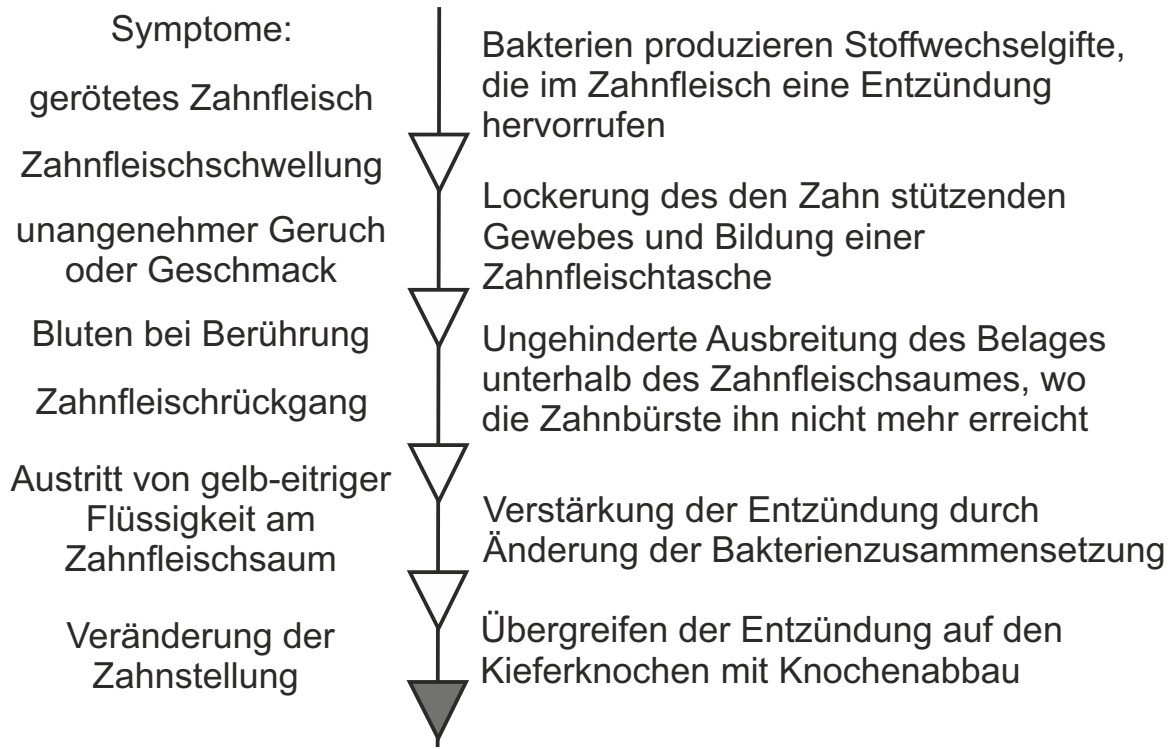 Symptome:
gerötetes Zahnfleisch
Zahnfleischschwellung
unangenehmer Geruch
oder Geschmack
Bluten bei Berührung
Zahnfleischrückgang
Austritt von gelb-eitriger
Flüssigkeit am
Zahnfleischsaum
Veränderung der
Zahnstellung
Bakterien produzieren Stoffwechselgifte,
die im Zahnfleisch eine Entzündung
hervorrufen
Lockerung des den Zahn stützenden
Gewebes und Bildung einer
Zahnfleischtasche
Ungehinderte Ausbreitung des Belages
unterhalb des Zahnfleischsaumes, wo
die Zahnbürste ihn nicht mehr erreicht
Verstärkung der Entzündung durch
Änderung der Bakterienzusammensetzung
Übergreifen der Entzündung auf den
Kieferknochen mit Knochenabbau